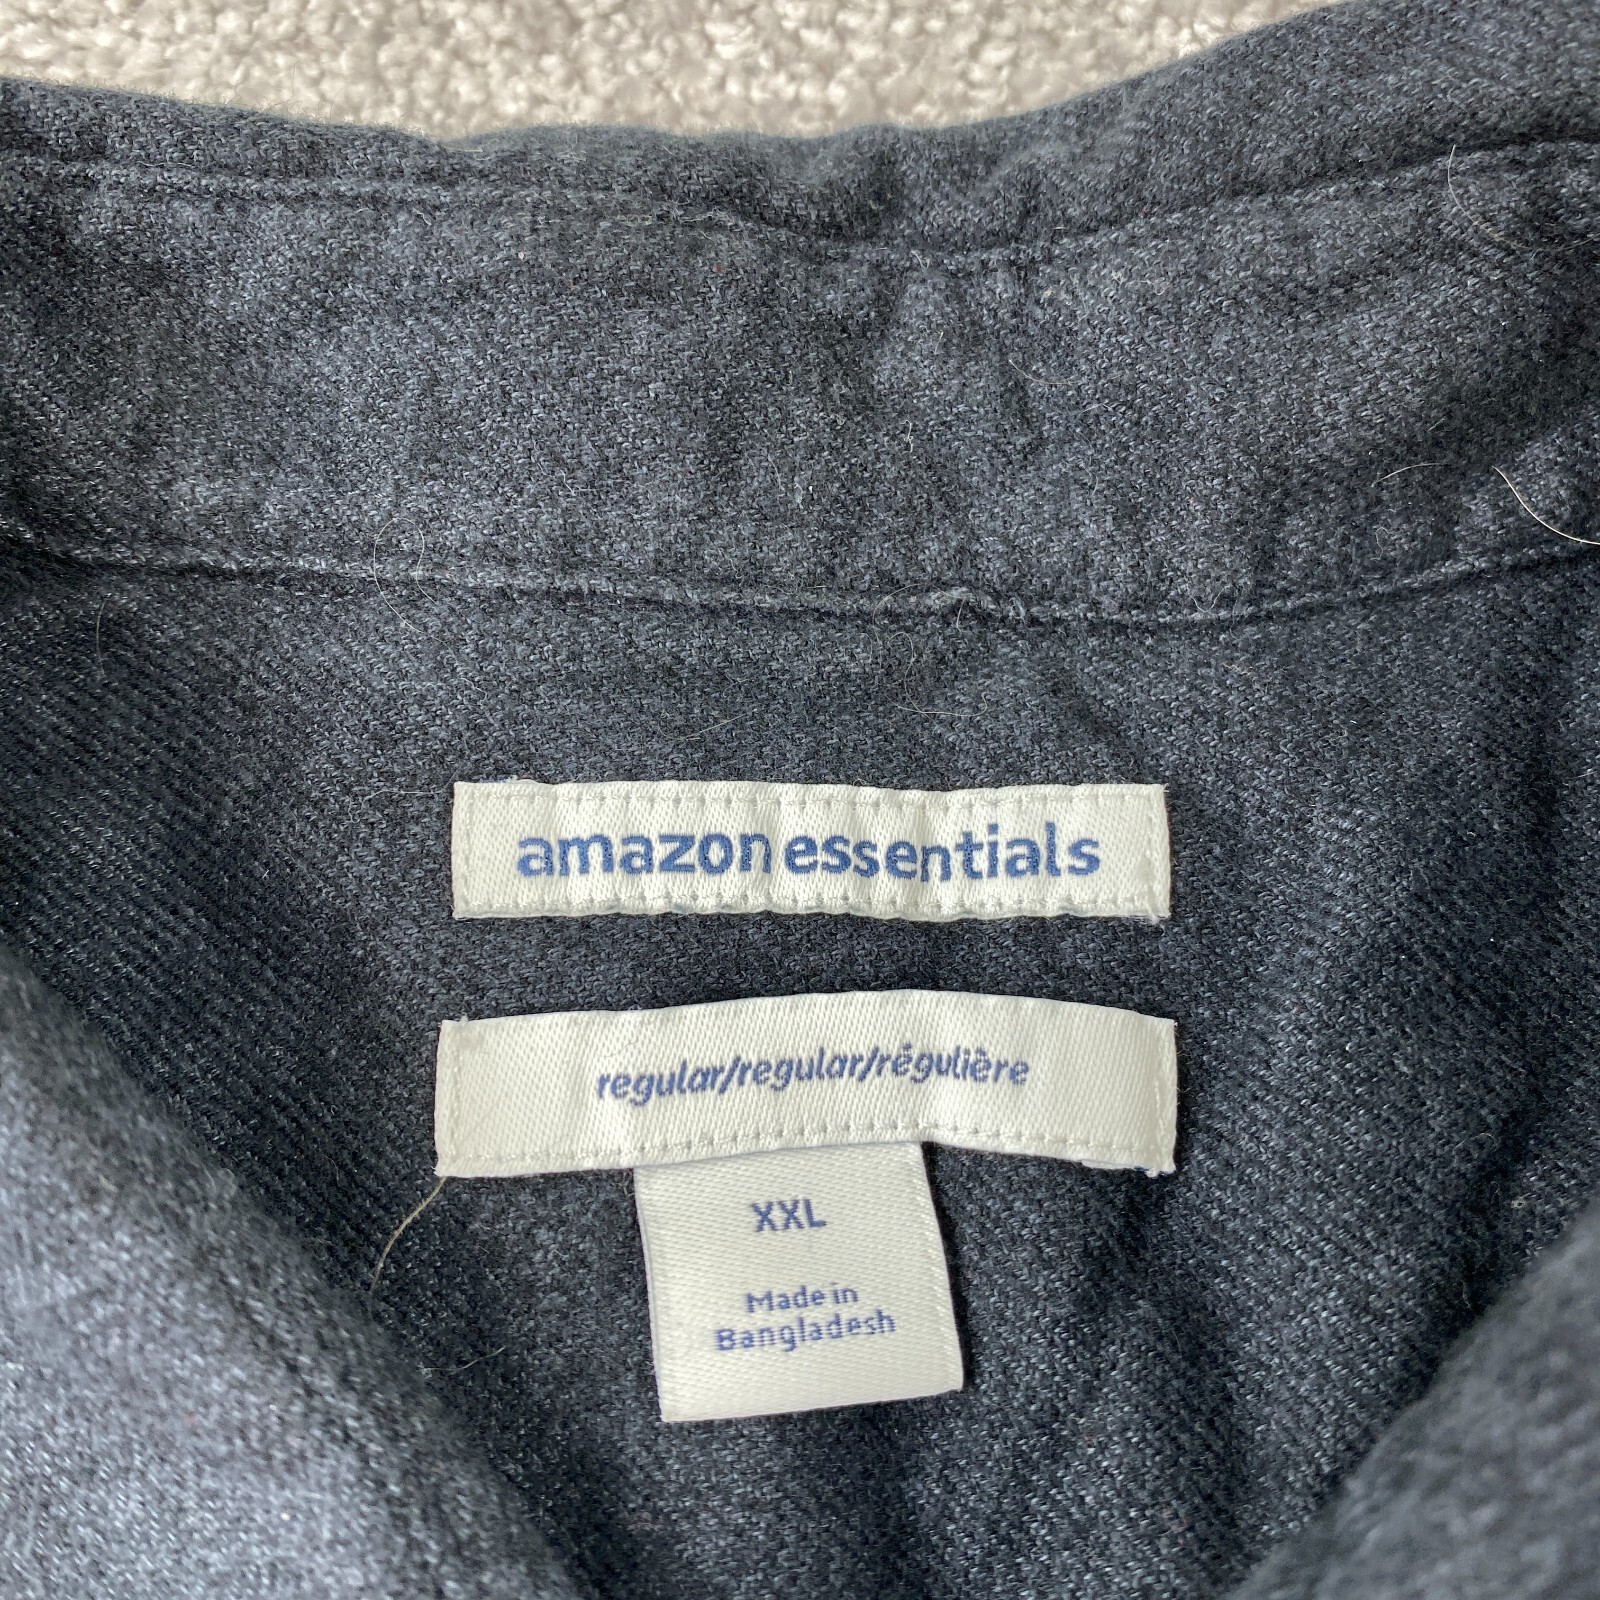 amazon essentials
regular/regular/régulière
XXL
Made in
Bangladesh